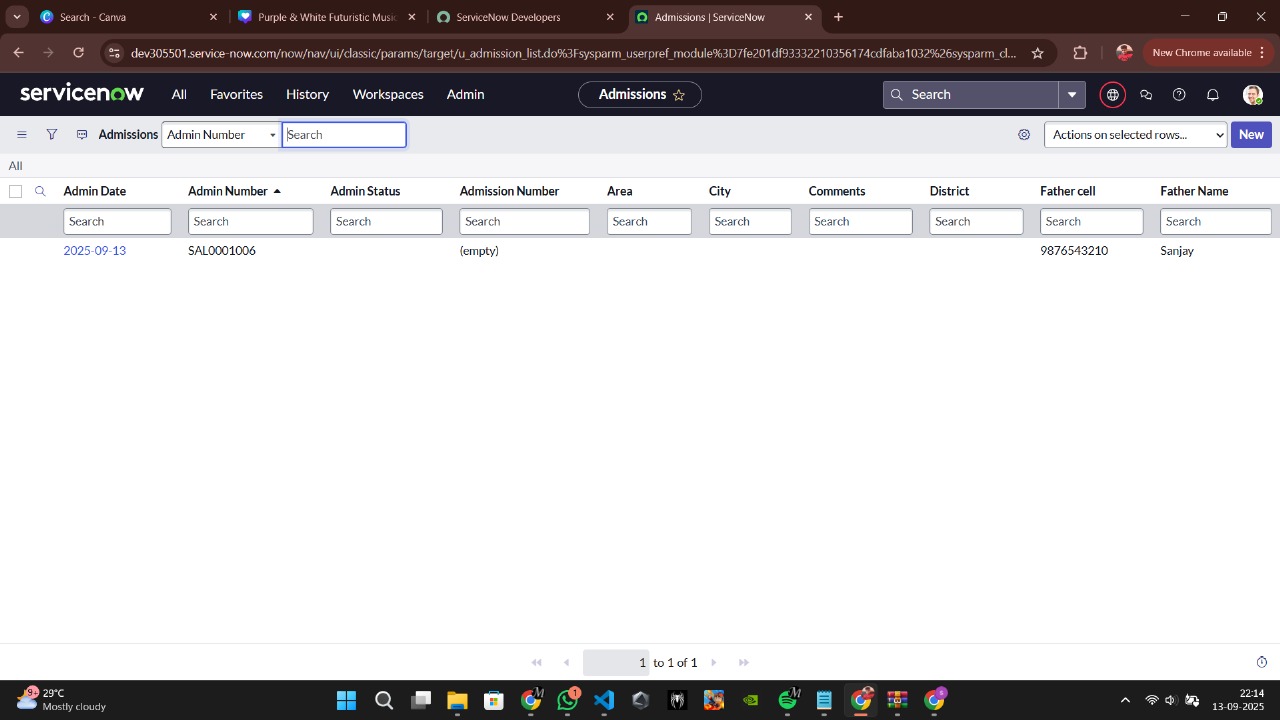 Search - Canva
Purple & White Futuristic Music
ServiceNow Developers
Admissions | ServiceNow
dev305501.service-now.com/now/nav/ui/classic/params/target/u_admission_list.do%3Fsysparm_userpref_module%3D7fe201df93332210356174cdfaba1032%26sysparm_d...
New Chrome available
servicenow All Favorites History Workspaces Admin
Admissions
Search
Admissions Admin Number Search
Actions on selected rows...
New
All
Admin Date Admin Number Admin Status Admission Number Area City Comments District Father cell Father Name
Search Search Search Search Search Search Search Search Search Search
2025-09-13 SAL0001006 (empty) 9876543210 Sanjay
1 to 1 of 1
9+
29°C
Mostly cloudy
1
22:14
13-09-2025